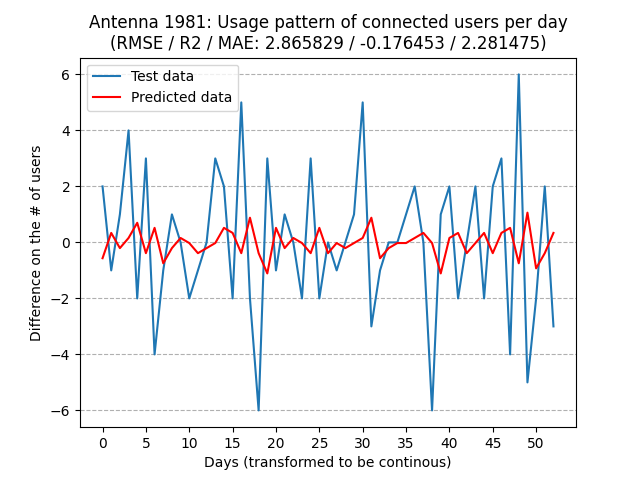 Antenna 1981: Usage pattern of connected users per day
(RMSE / R2 / MAE: 2.865829 / -0.176453 / 2.281475)
Test data
Predicted data
6
4
2
0
−2
−4
−6
Difference on the # of users
0 5 10 15 20 25 30 35 40 45 50
Days (transformed to be continous)